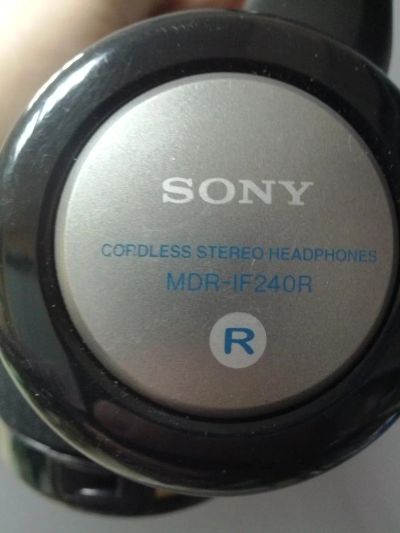 SONY
CORDLESS STEREO HEADPHONES
MDR-IF240R
R